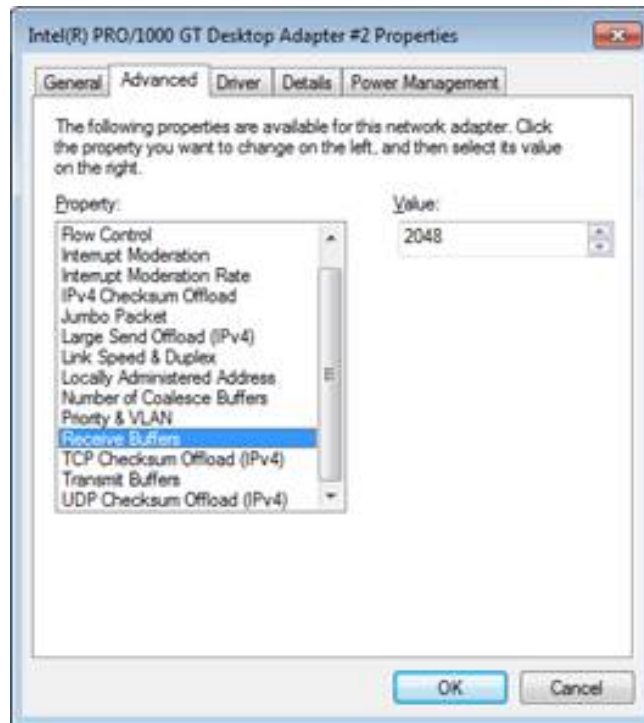 Intel(R) PRO/1000 GT Desktop Adapter #2 Properties
General Advanced Driver Details Power Management
The following properties are available for this network adapter. Click
the property you want to change on the left, and then select its value
on the right.
Property: Value:
Flow Control 2048
Interrupt Moderation
Interrupt Moderation Rate
IPv4 Checksum Offload
Jumbo Packet
Large Send Offload (IPv4)
Link Speed & Duplex
Locally Administered Address
Number of Coalesce Buffers
Priority & VLAN
Receive Buffers
TCP Checksum Offload (IPv4)
Transmit Buffers
UDP Checksum Offload (IPv4)
OK Cancel